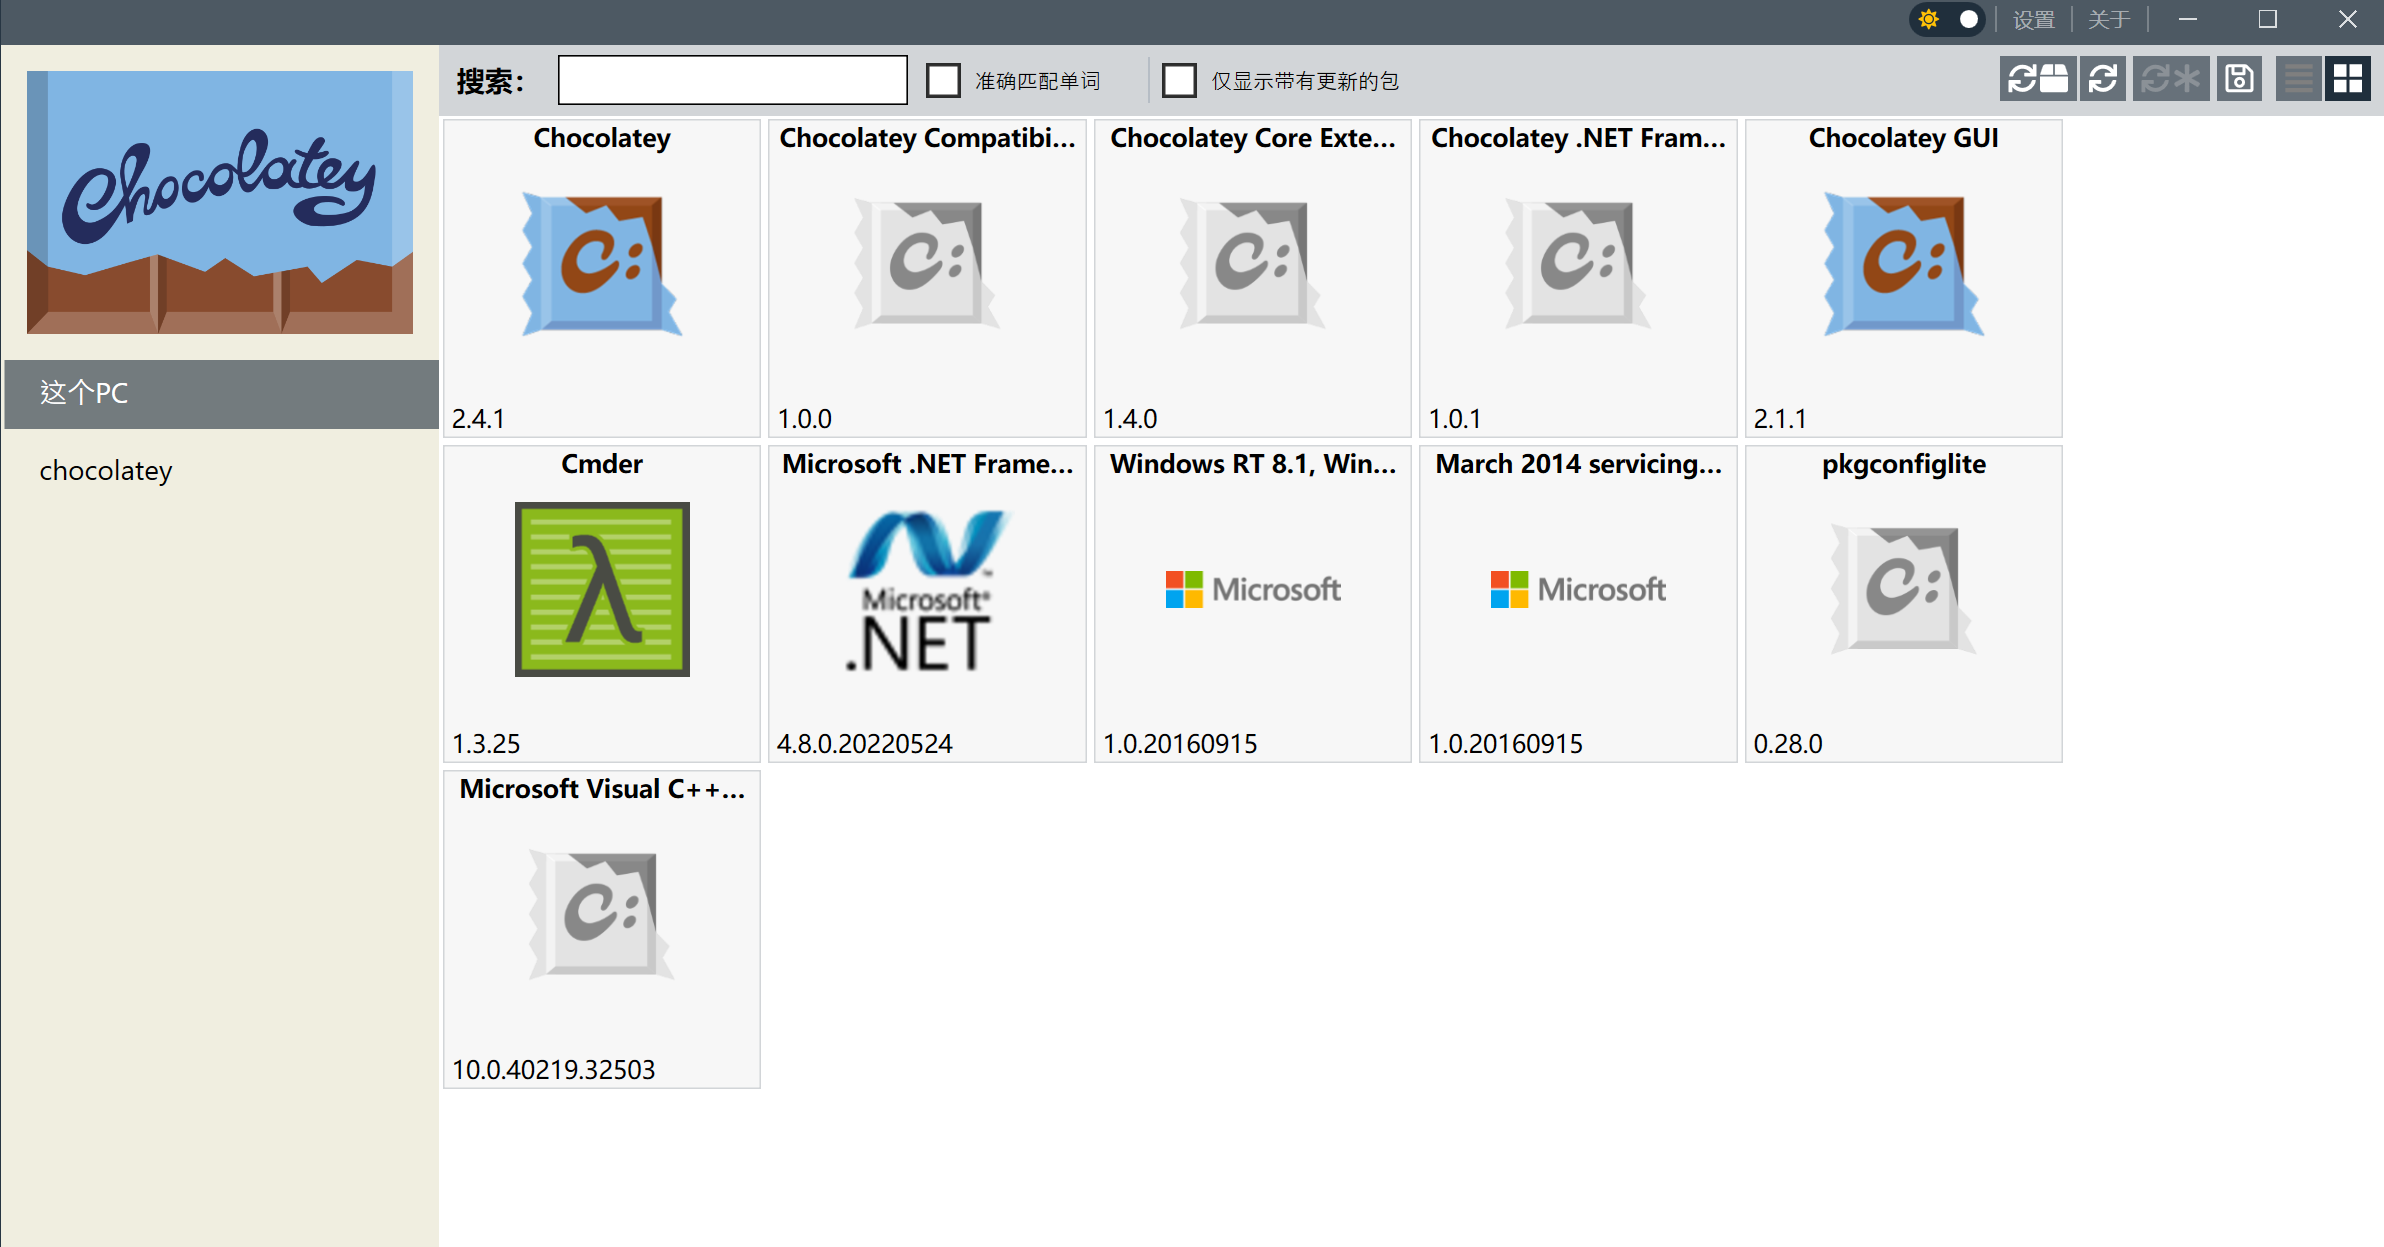 设置 关于
Chocolatey
搜索:
准确匹配单词
仅显示带有更新的包
这个PC
chocolatey
Chocolatey
C:
2.4.1
Chocolatey Compatibi...
C:
1.0.0
Chocolatey Core Exte...
C:
1.4.0
Chocolatey .NET Fram...
C:
1.0.1
Chocolatey GUI
C:
2.1.1
Cmder
λ
1.3.25
Microsoft .NET Frame...
Microsoft®
.NET
4.8.0.20220524
Windows RT 8.1, Win...
Microsoft
1.0.20160915
March 2014 servicing...
Microsoft
1.0.20160915
pkgconfiglite
C:
0.28.0
Microsoft Visual C++...
C:
10.0.40219.32503